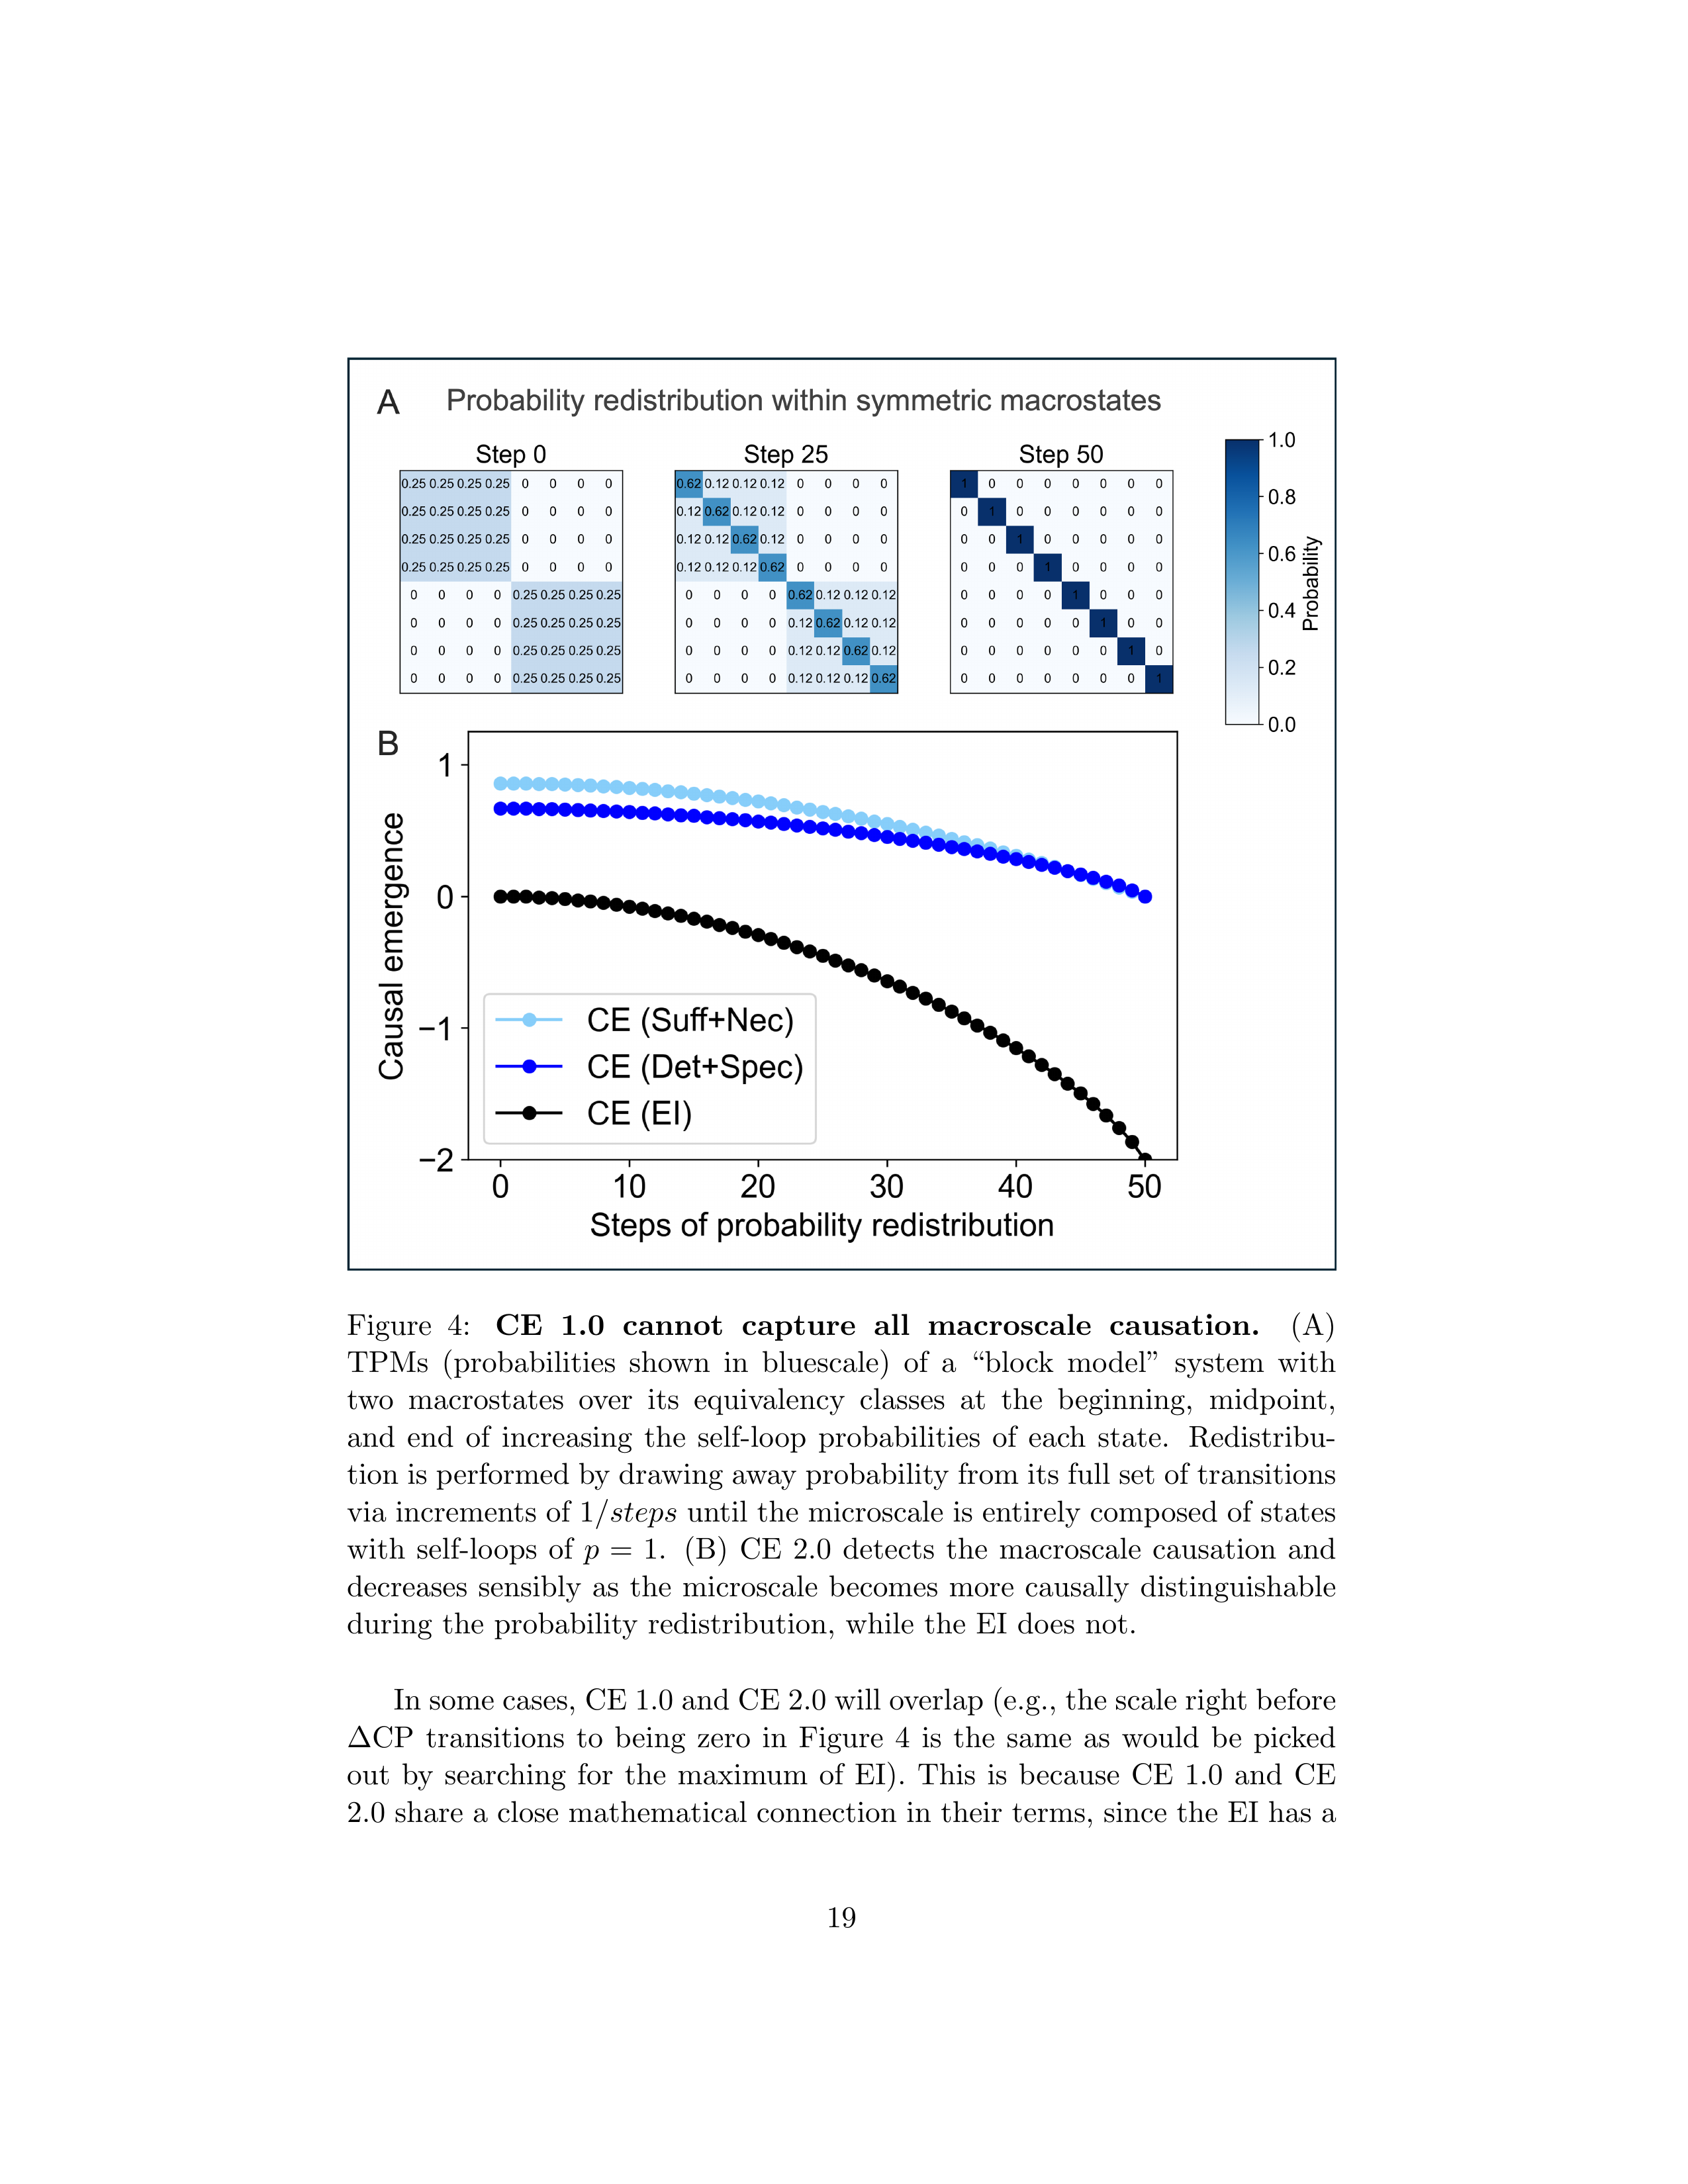 A Probability redistribution within symmetric macrostates
Step 0
0.25 0.25 0.25 0.25 0 0 0 0
0.25 0.25 0.25 0.25 0 0 0 0
0.25 0.25 0.25 0.25 0 0 0 0
0.25 0.25 0.25 0.25 0 0 0 0
0 0 0 0 0.25 0.25 0.25 0.25
0 0 0 0 0.25 0.25 0.25 0.25
0 0 0 0 0.25 0.25 0.25 0.25
0 0 0 0 0.25 0.25 0.25 0.25
Step 25
0.62 0.12 0.12 0.12 0 0 0 0
0.12 0.62 0.12 0.12 0 0 0 0
0.12 0.12 0.62 0.12 0 0 0 0
0.12 0.12 0.12 0.62 0 0 0 0
0 0 0 0 0.62 0.12 0.12 0.12
0 0 0 0 0.12 0.62 0.12 0.12
0 0 0 0 0.12 0.12 0.62 0.12
0 0 0 0 0.12 0.12 0.12 0.62
Step 50
1 0 0 0 0 0 0 0
0 1 0 0 0 0 0 0
0 0 1 0 0 0 0 0
0 0 0 1 0 0 0 0
0 0 0 0 1 0 0 0
0 0 0 0 0 1 0 0
0 0 0 0 0 0 1 0
0 0 0 0 0 0 0 1
1.0
0.8
0.6
0.4
0.2
0.0
Probability
B
1
0
−1
−2
Causal emergence
CE (Suff+Nec)
CE (Det+Spec)
CE (EI)
0 10 20 30 40 50
Steps of probability redistribution
Figure 4: CE 1.0 cannot capture all macroscale causation. (A)
TPMs (probabilities shown in bluescale) of a “block model” system with
two macrostates over its equivalency classes at the beginning, midpoint,
and end of increasing the self-loop probabilities of each state. Redistribu-
tion is performed by drawing away probability from its full set of transitions
via increments of 1/steps until the microscale is entirely composed of states
with self-loops of p = 1. (B) CE 2.0 detects the macroscale causation and
decreases sensibly as the microscale becomes more causally distinguishable
during the probability redistribution, while the EI does not.
In some cases, CE 1.0 and CE 2.0 will overlap (e.g., the scale right before
ΔCP transitions to being zero in Figure 4 is the same as would be picked
out by searching for the maximum of EI). This is because CE 1.0 and CE
2.0 share a close mathematical connection in their terms, since the EI has a
19